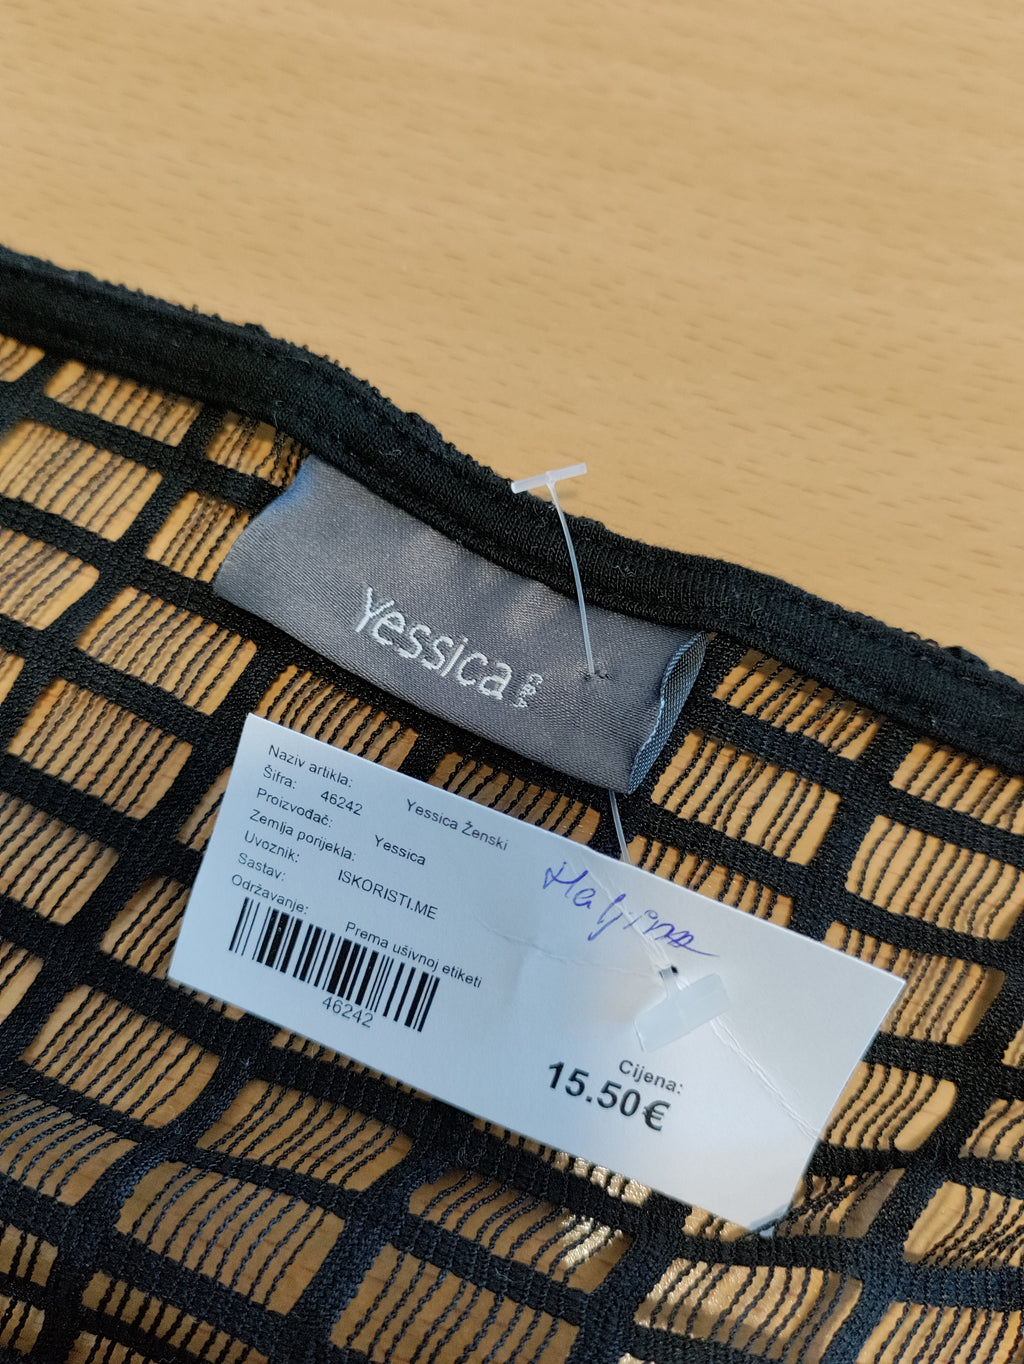 Yessica
C&A
Naziv artikla:
Yessica Ženski
Šifra: 46242
Proizvođač:
Yessica
Zemlja porijekla:
Uvoznik:
ISKORISTI.ME
Sastav:
Održavanje:
Prema ušivnoj etiketi
46242
Haljina
Cijena:
15.50€